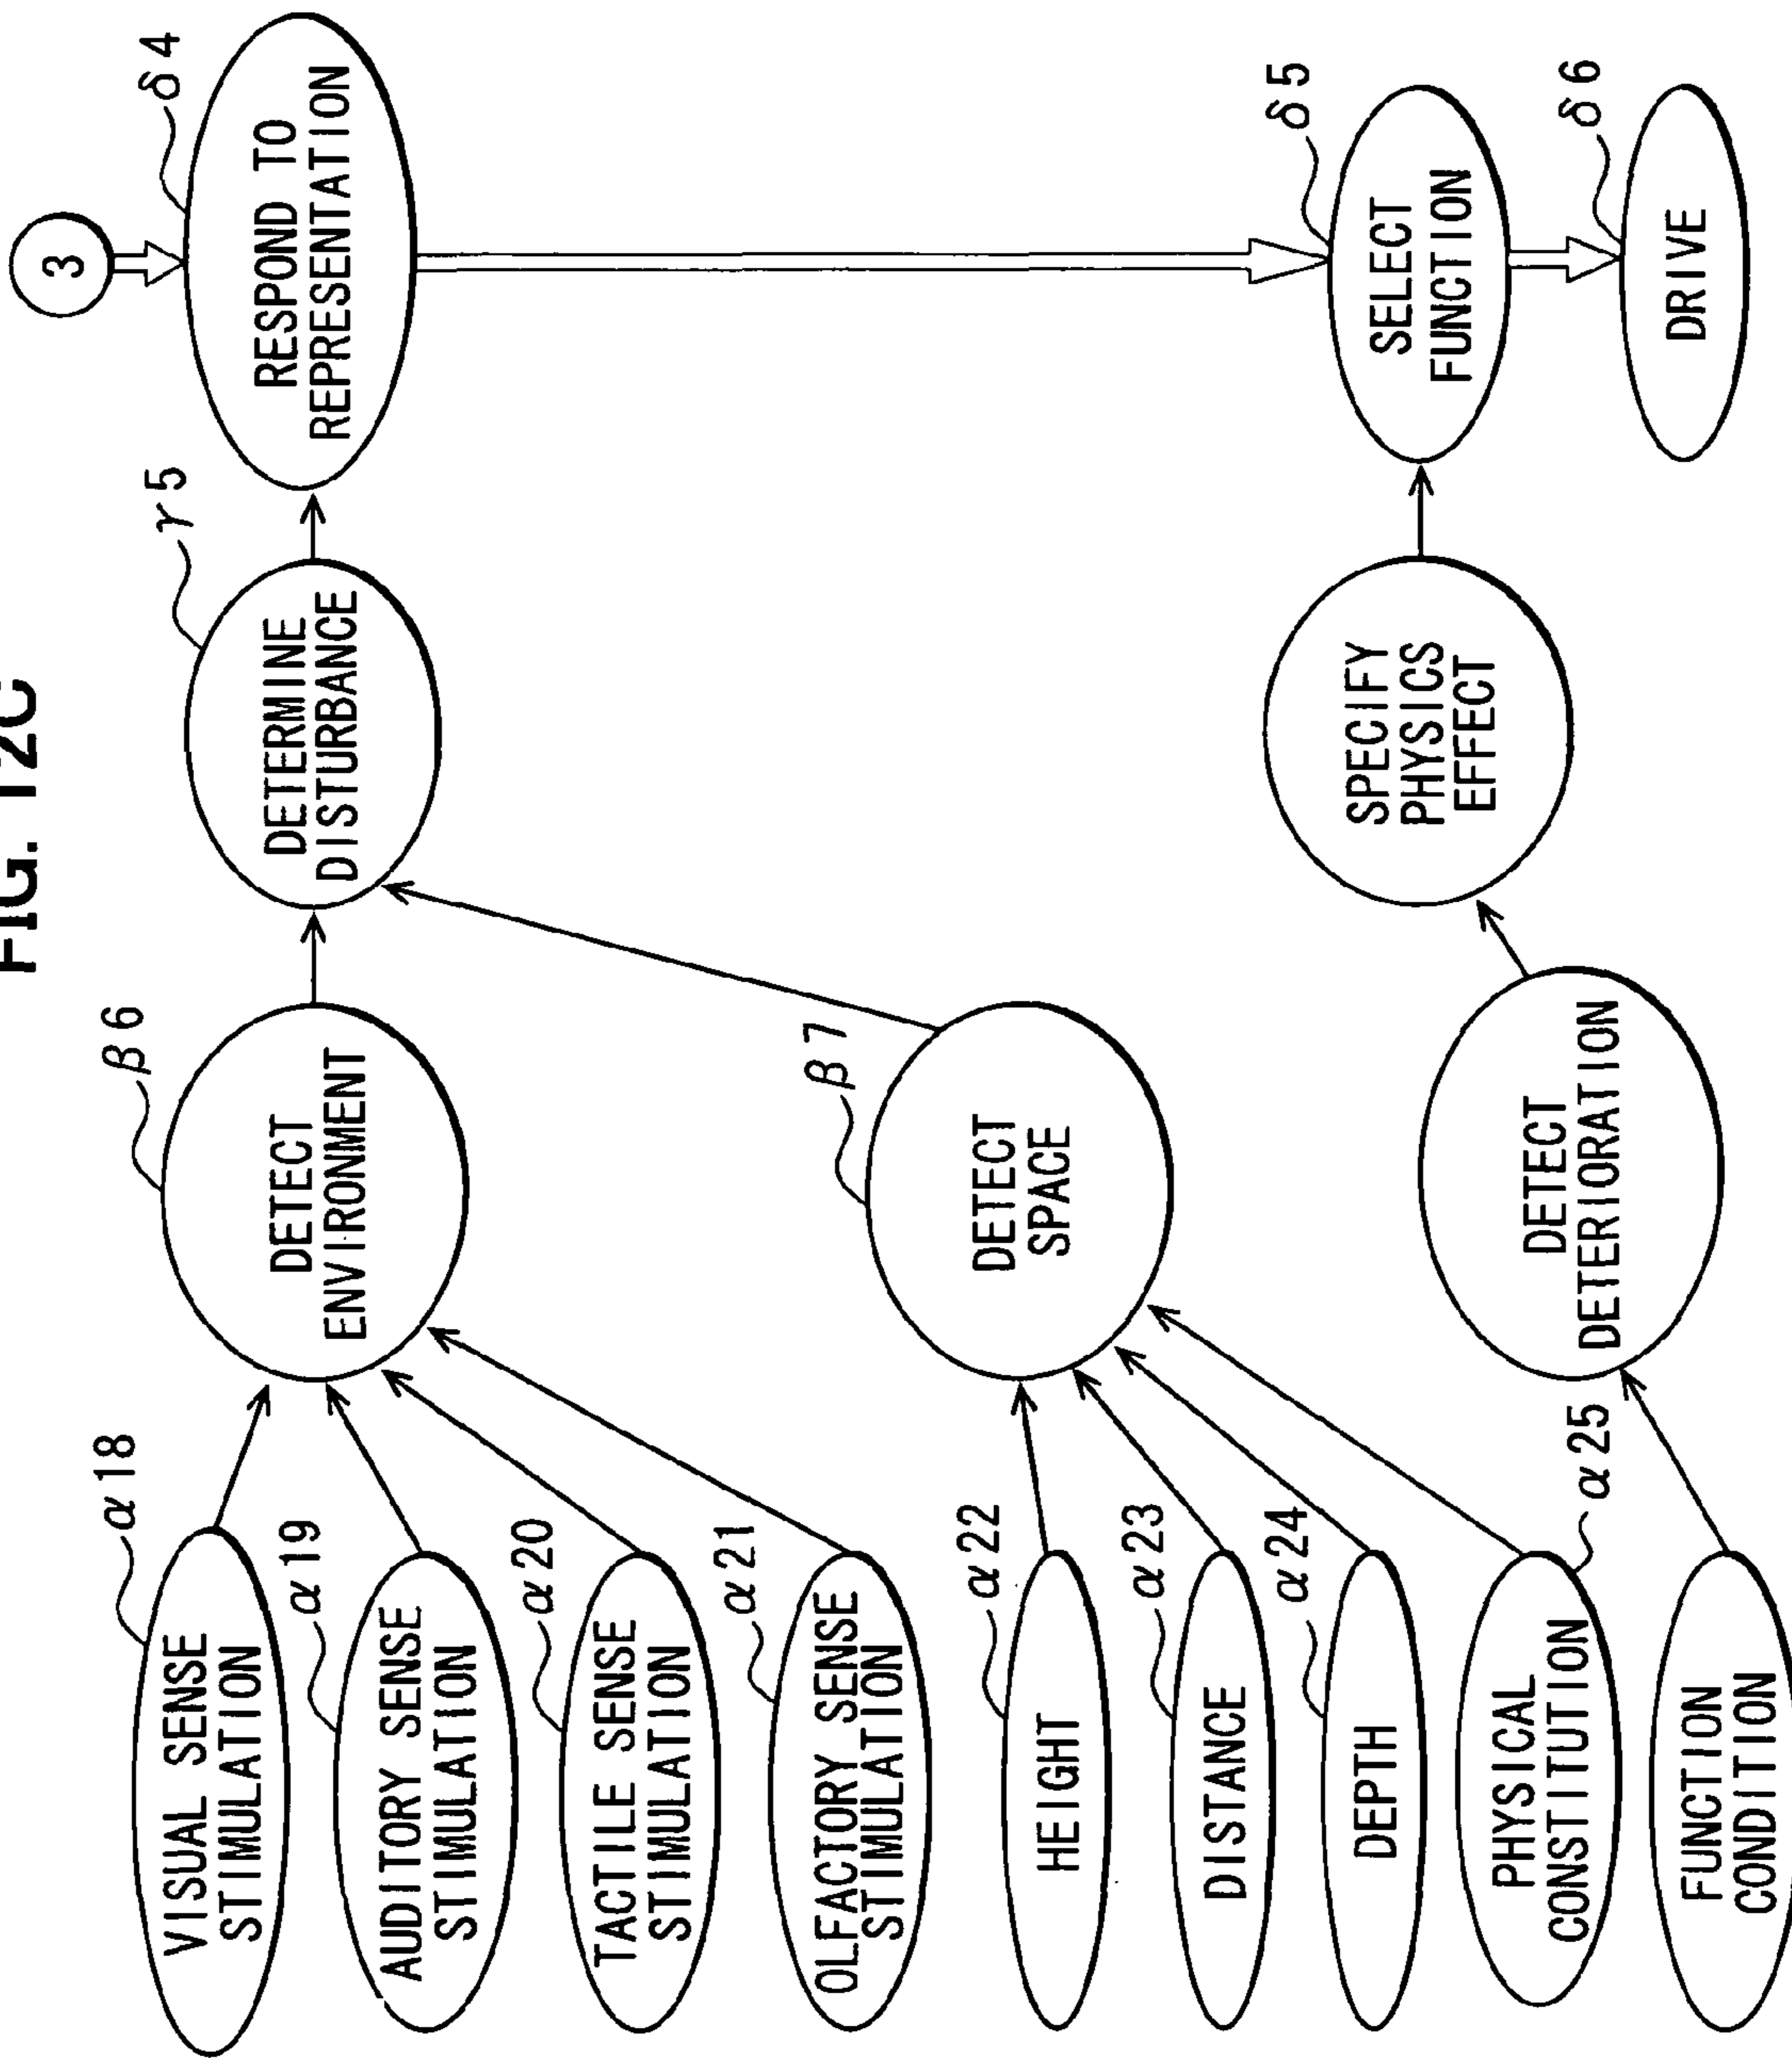 FIG. 12C
3
δ4
RESPOND TO
REPRESENTATION
γ5
DETERMINE
DISTURBANCE
β6
DETECT
ENVIRONMENT
α18
VISUAL SENSE
STIMULATION
α19
AUDITORY SENSE
STIMULATION
α20
TACTILE SENSE
STIMULATION
α21
OLFACTORY SENSE
STIMULATION
β7
DETECT
SPACE
α22
HEIGHT
α23
DISTANCE
α24
DEPTH
α25
PHYSICAL
CONSTITUTION
FUNCTION
CONDITION
DETECT
DETERIORATION
SPECIFY
PHYSICS
EFFECT
δ5
SELECT
FUNCTION
δ6
DRIVE